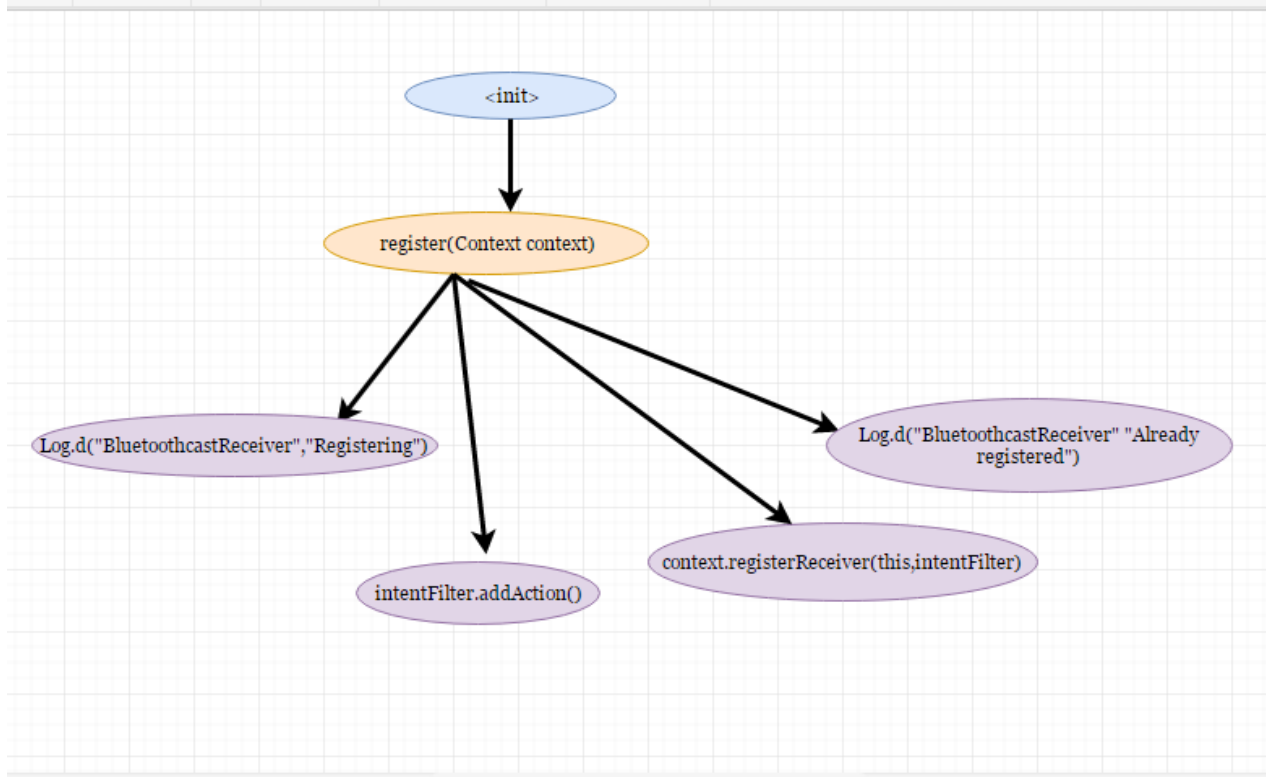 <init>
register(Context context)
Log.d("BluetoothcastReceiver","Registering")
Log.d("BluetoothcastReceiver" "Already
registered")
context.registerReceiver(this,intentFilter)
intentFilter.addAction()